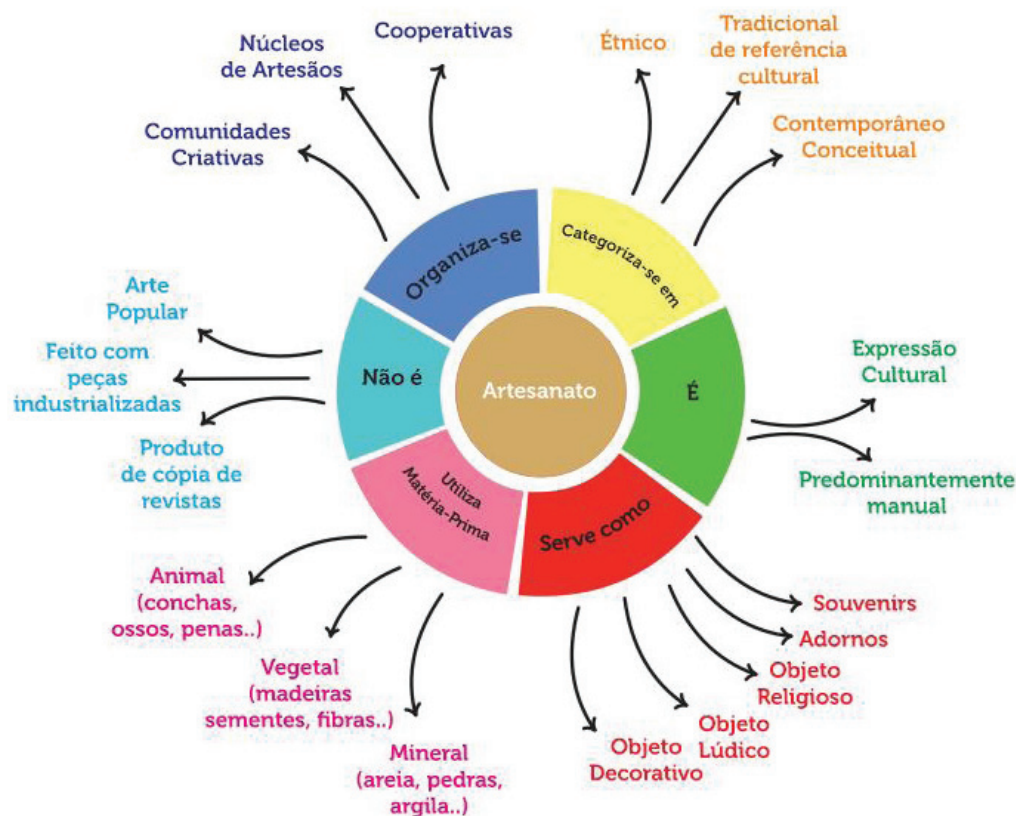 Cooperativas
Núcleos
de Artesãos
Comunidades
Criativas
Étnico
Tradicional
de referência
cultural
Contemporâneo
Conceitual
Organiza-se
Categoriza-se em
Arte
Popular
Feito com
peças
industrializadas
Produto
de cópia de
revistas
Não é
Artesanato
É
Expressão
Cultural
Predominantemente
manual
Utiliza
Matéria-Prima
Serve como
Animal
(conchas,
ossos, penas..)
Vegetal
(madeiras
sementes, fibras..)
Mineral
(areia, pedras,
argila..)
Objeto
Decorativo
Objeto
Lúdico
Objeto
Religioso
Adornos
Souvenirs